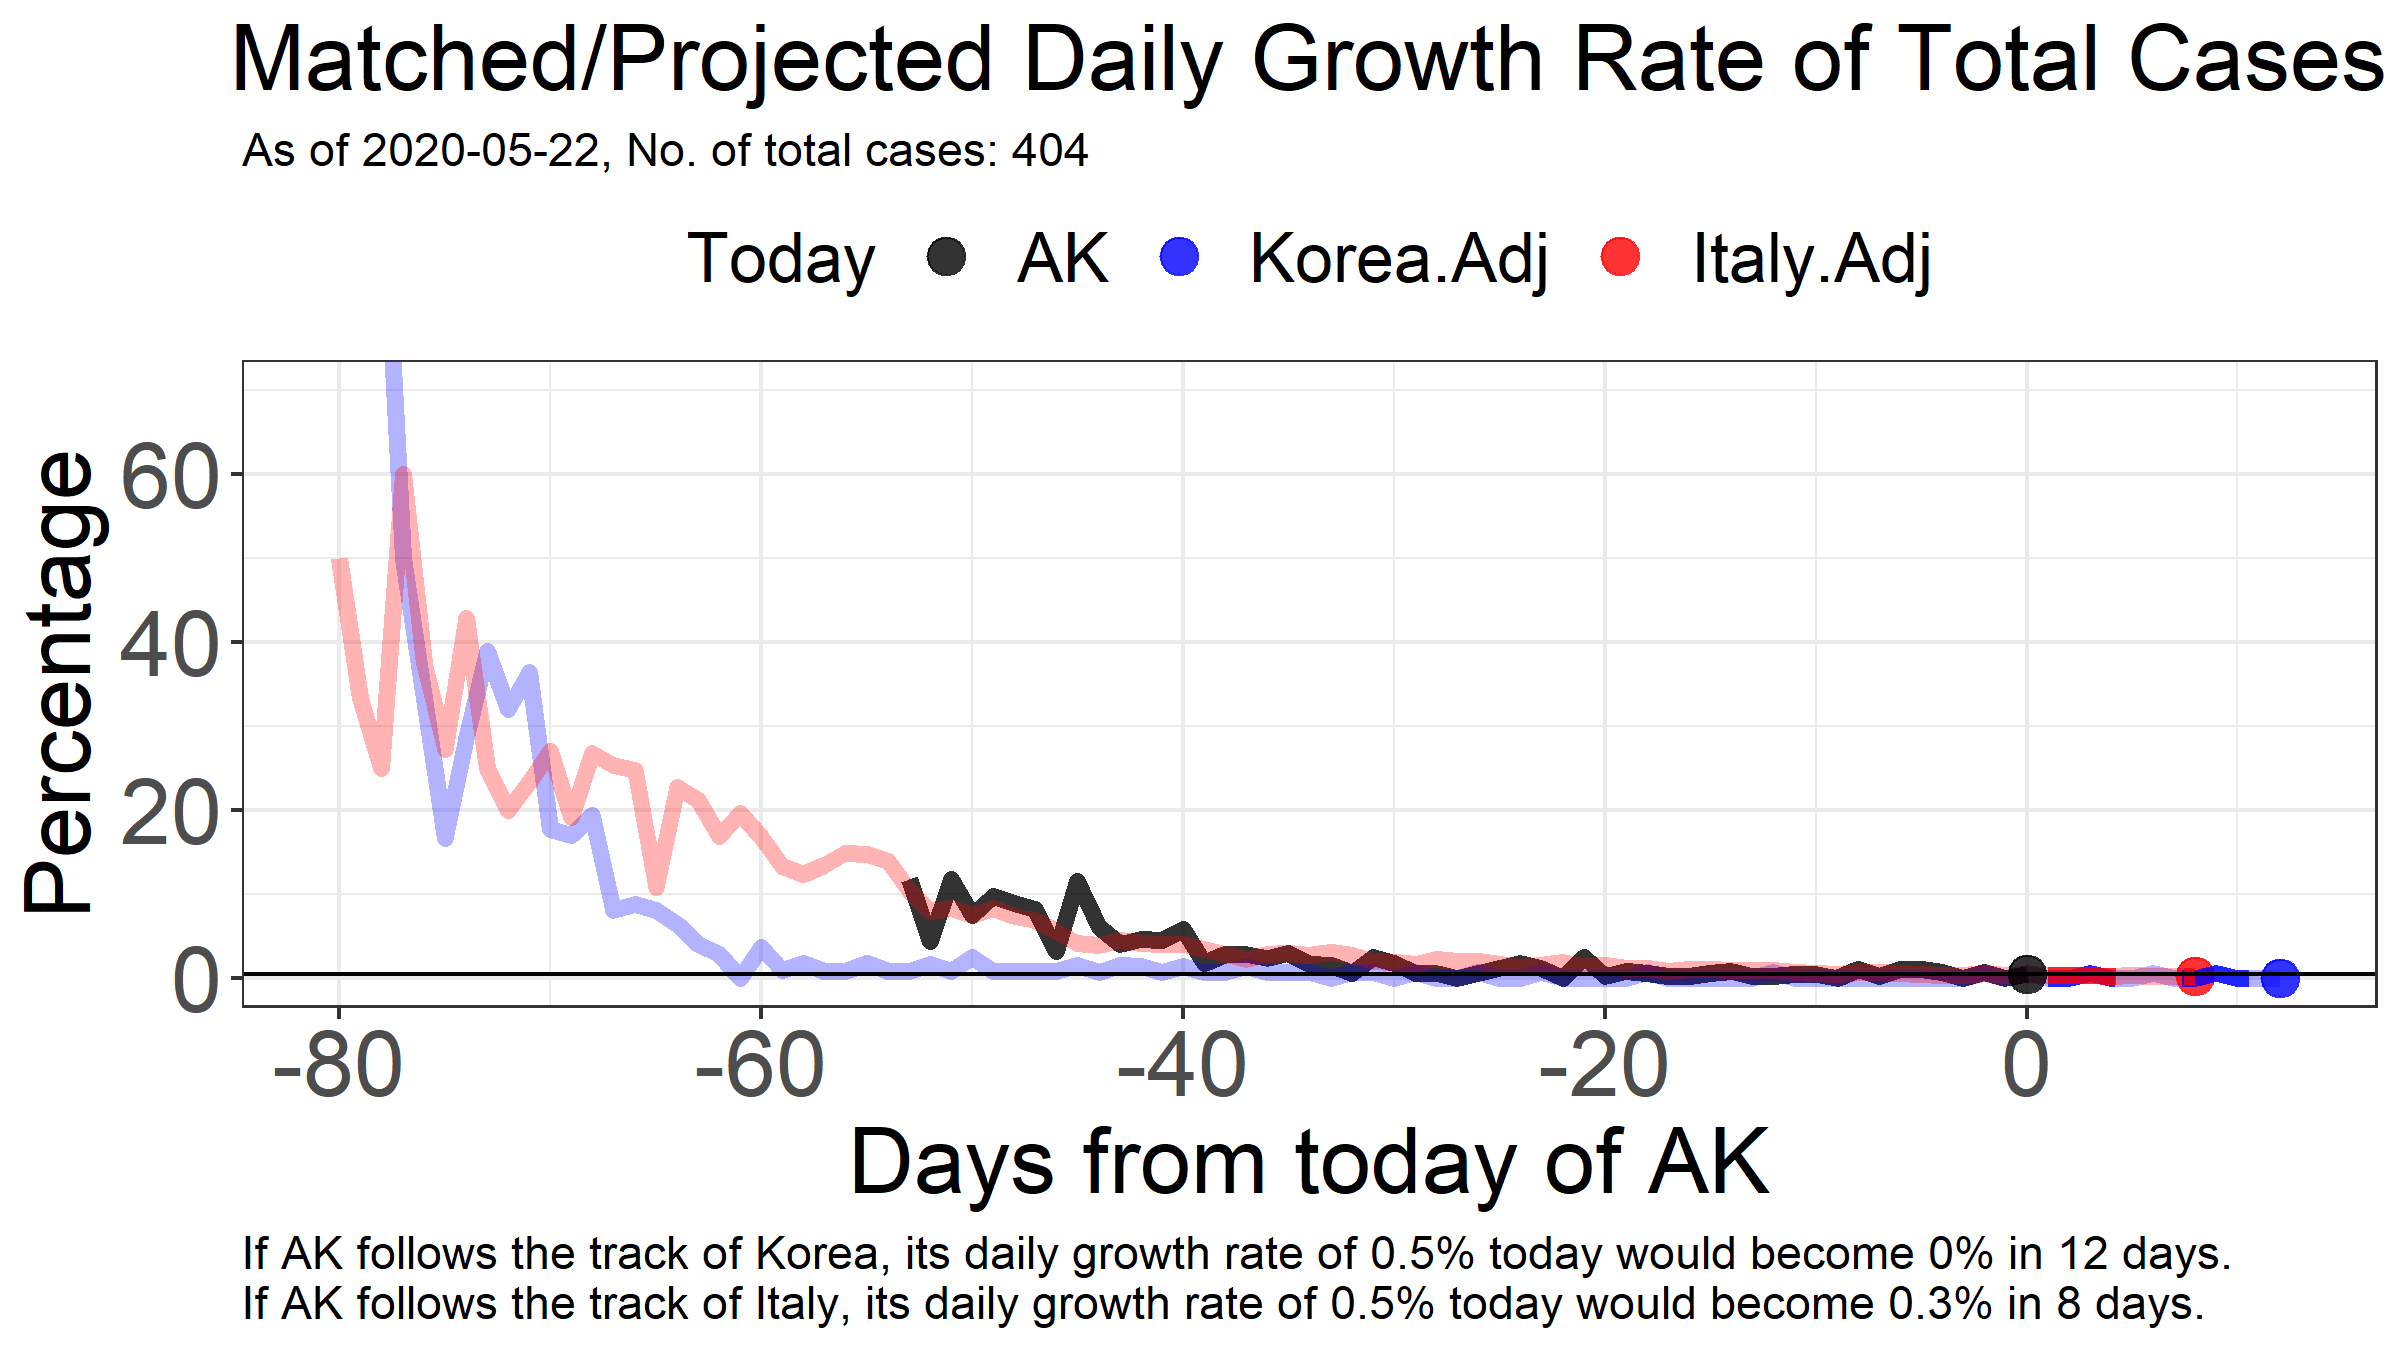 Matched/Projected Daily Growth Rate of Total Cases
As of 2020-05-22, No. of total cases: 404
Today AK Korea.Adj Italy.Adj
Percentage
60
40
20
0
-80 -60 -40 -20 0
Days from today of AK
If AK follows the track of Korea, its daily growth rate of 0.5% today would become 0% in 12 days.
If AK follows the track of Italy, its daily growth rate of 0.5% today would become 0.3% in 8 days.